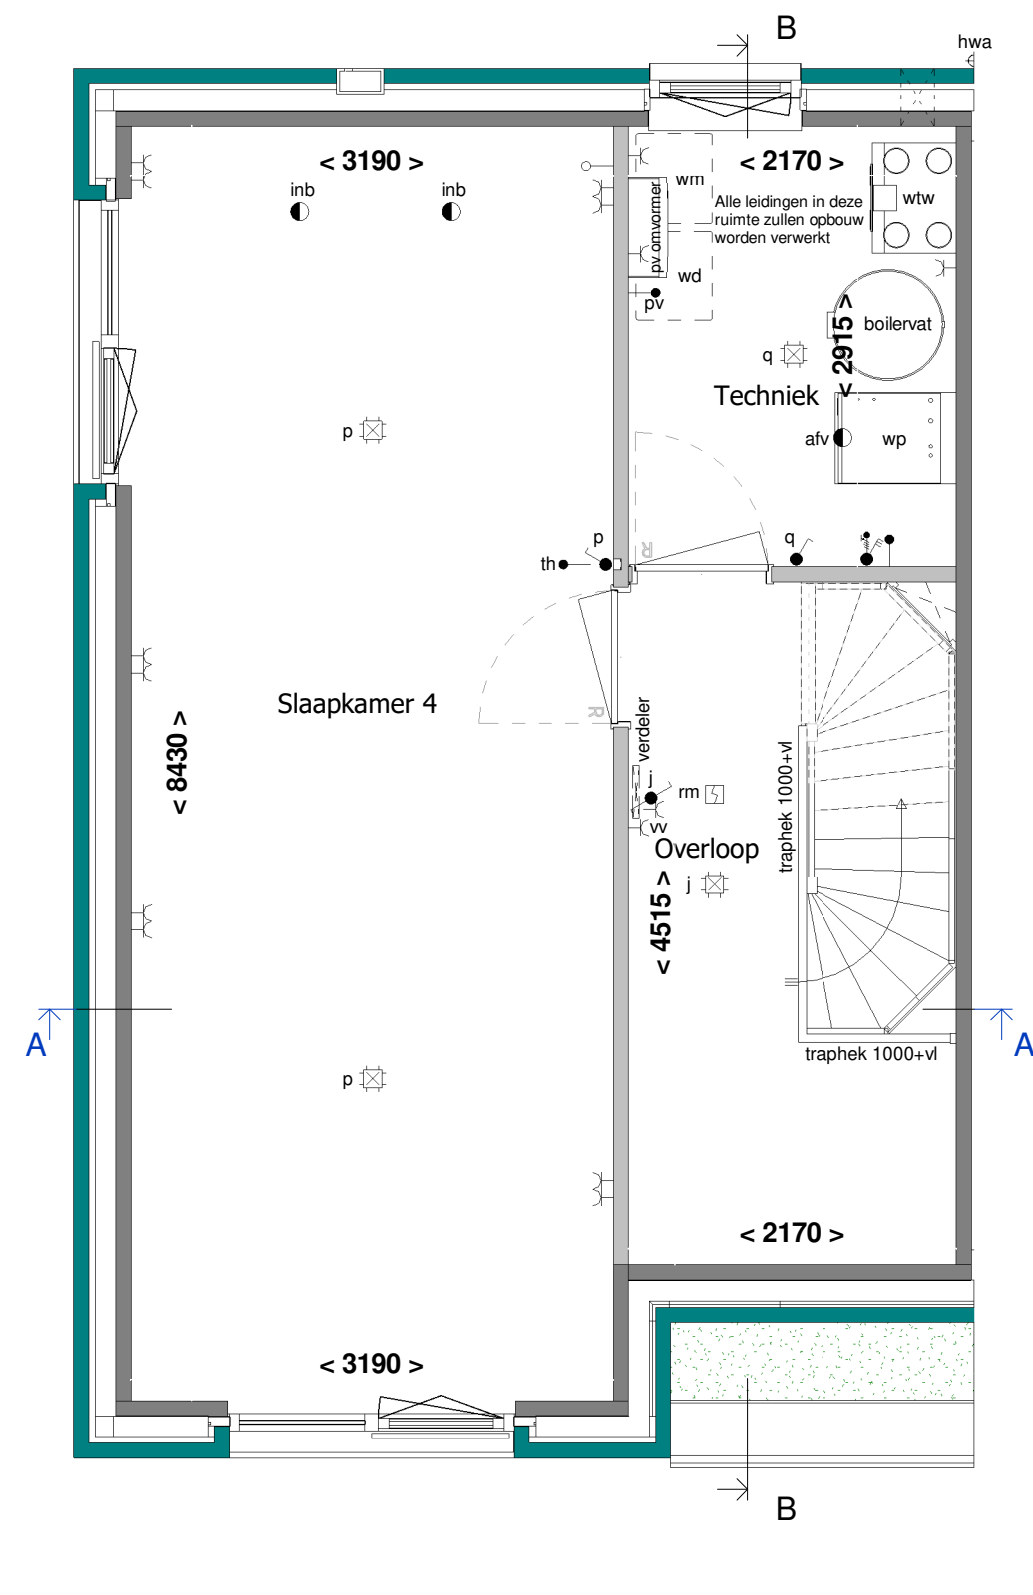 B
hwa
< 3190 >
< 2170 >
inb
inb
wm
pv omvormer
Alle leidingen in deze
ruimte zullen opbouw
worden verwerkt
wtw
wd
pv
boilervat
q
< 2915 >
Techniek
p
afv
wp
p
q
th
R
Slaapkamer 4
R
verdeler
< 8430 >
j
rm
vv
Overloop
traphek 1000+vl
j
< 4515 >
A
A
traphek 1000+vl
p
< 2170 >
< 3190 >
B